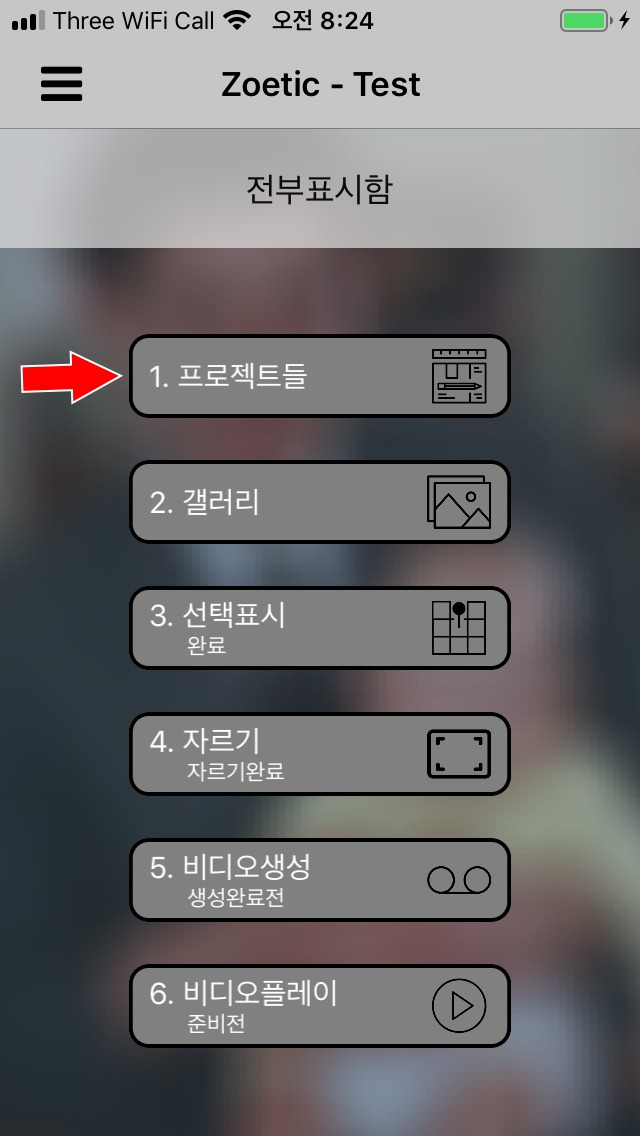 Three WiFi Call 오전 8:24
Zoetic - Test
전부표시함
1. 프로젝트들
2. 갤러리
3. 선택표시
완료
4. 자르기
자르기완료
5. 비디오생성
생성완료전
6. 비디오플레이
준비전